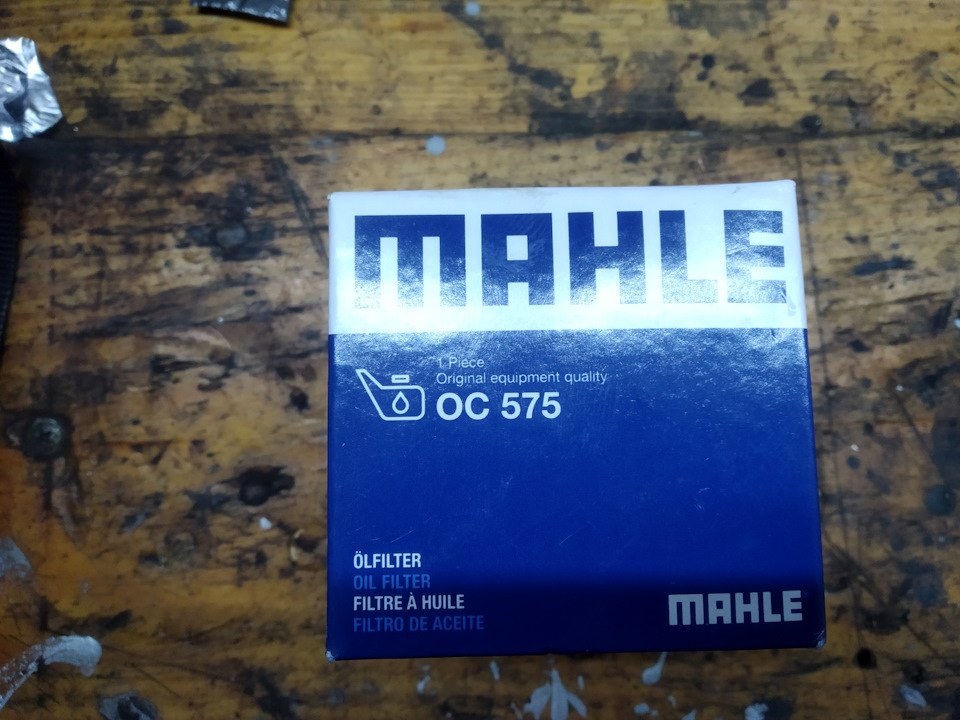 MAHLE
1 Piece
Original equipment quality
OC 575
ÖLFILTER
OIL FILTER
FILTRE À HUILE
FILTRO DE ACEITE
MAHLE